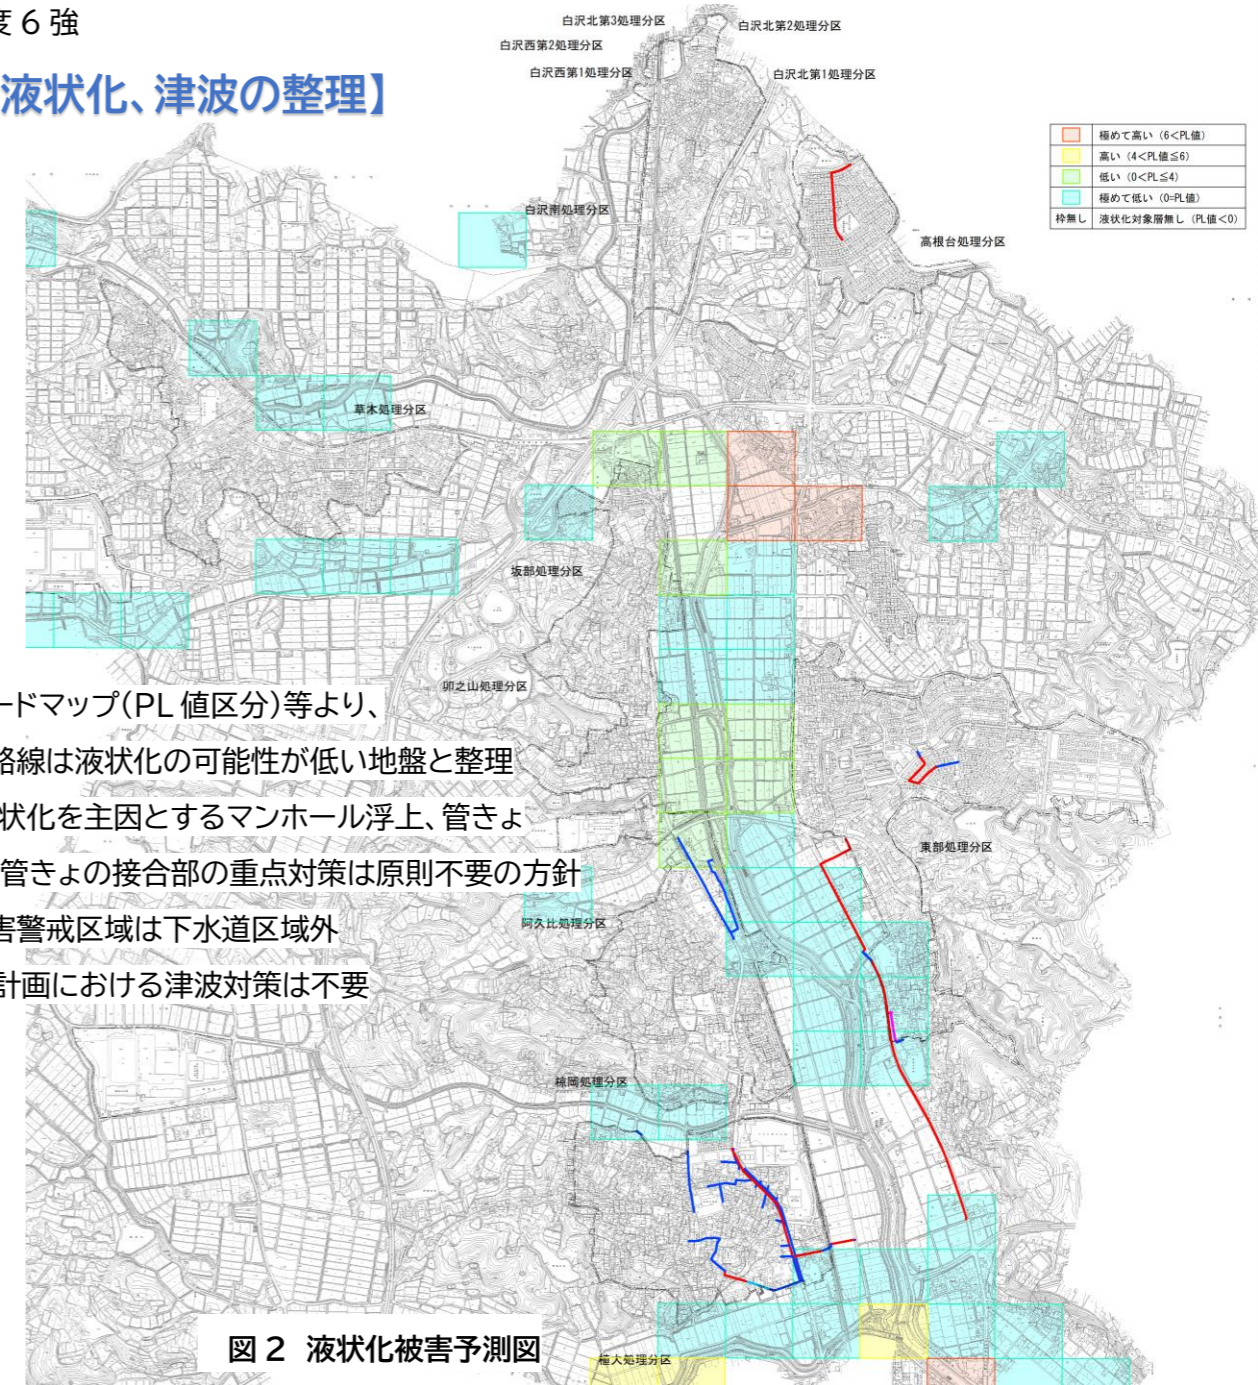 度6強
液状化、津波の整理】
白沢北第3処理分区
白沢北第2処理分区
白沢西第2処理分区
白沢西第1処理分区
白沢北第1処理分区
極めて高い（6<PL値）
高い（4<PL値≦6）
低い（0<PL≦4）
極めて低い（0=PL値）
枠無し 液状化対象層無し（PL値<0）
白沢南処理分区
高根台処理分区
草木処理分区
坂部処理分区
卯之山処理分区
ードマップ（PL値区分）等より、
路線は液状化の可能性が低い地盤と整理
状化を主因とするマンホール浮上、管きょ
管きょの接合部の重点対策は原則不要の方針
東部処理分区
阿久比処理分区
害警戒区域は下水道区域外
計画における津波対策は不要
椋岡処理分区
図2 液状化被害予測図
植大処理分区